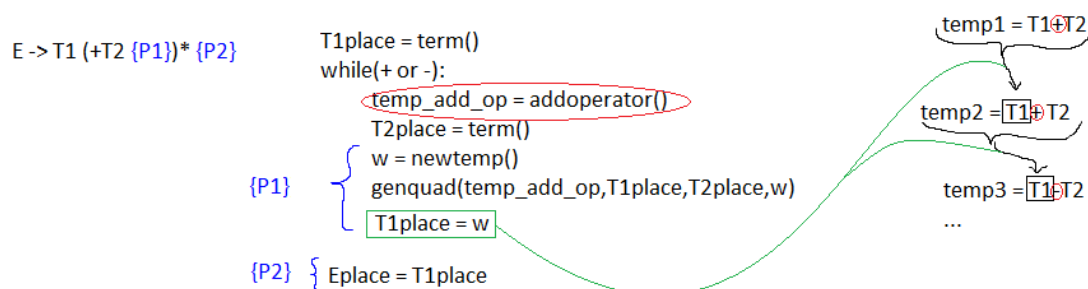 E -> T1 (+T2 {P1})* {P2}
T1place = term()
while(+ or -):
temp_add_op = addoperator()
T2place = term()
{P1}
w = newtemp()
genquad(temp_add_op,T1place,T2place,w)
T1place = w
{P2}
Eplace = T1place
temp1 = T1+T2
temp2 = T1+ T2
temp3 = T1-T2
...